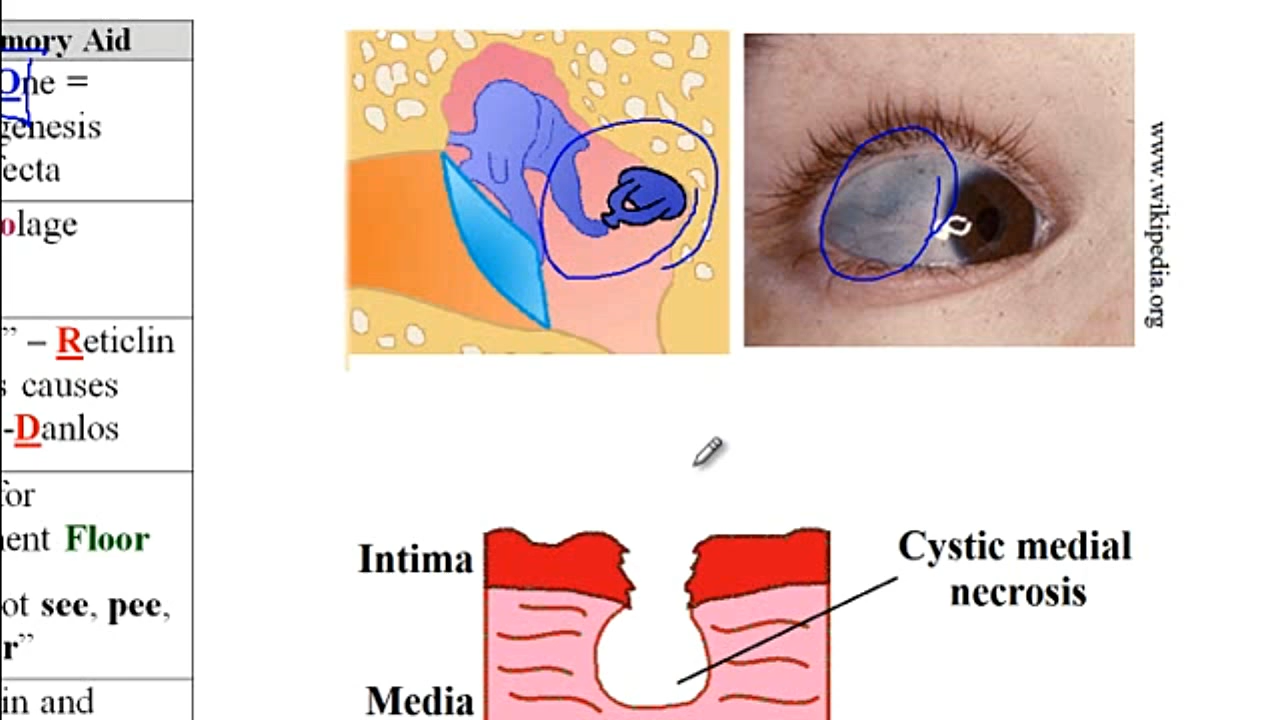 mory Aid
One =
genesis
fecta
olage
” – Reticlin
s causes
-Danlos
for
ent Floor
ot see, pee,
r”
in and
www.wikipedia.org
Intima
Cystic medial
necrosis
Media